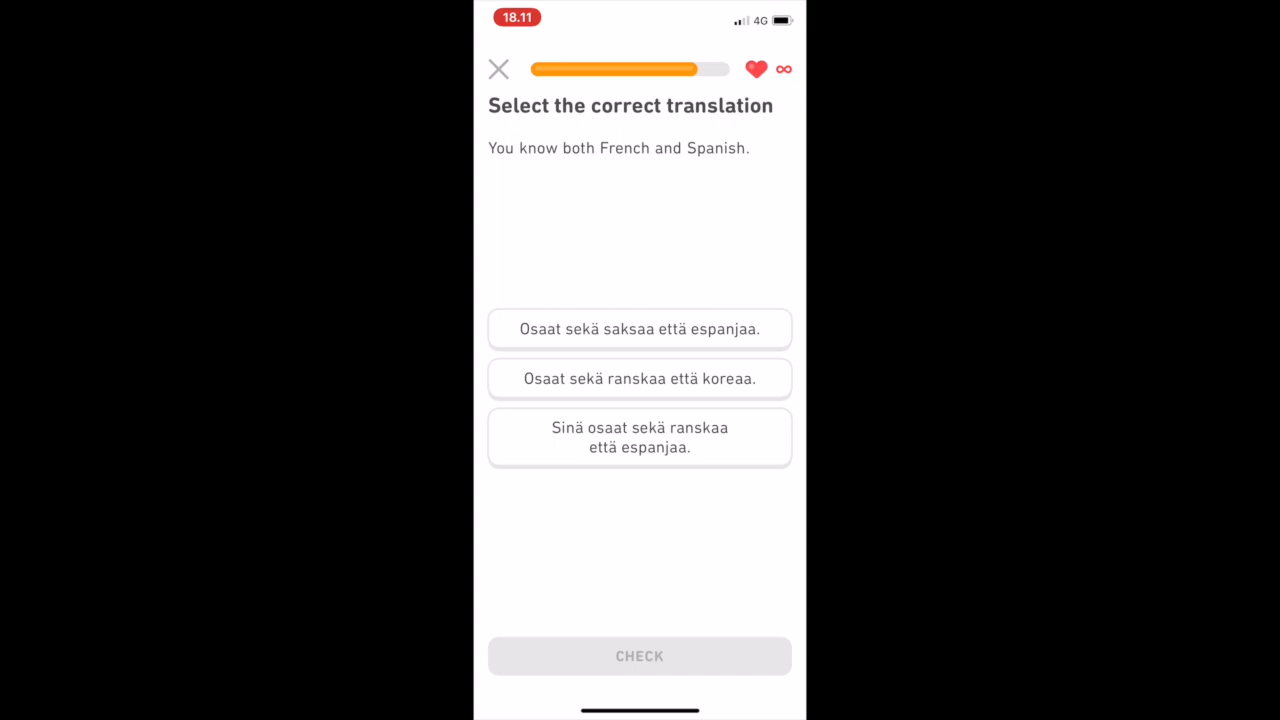 18.11
4G
Select the correct translation
You know both French and Spanish.
Osaat sekä saksaa että espanjaa.
Osaat sekä ranskaa että koreaa.
Sinä osaat sekä ranskaa
että espanjaa.
CHECK